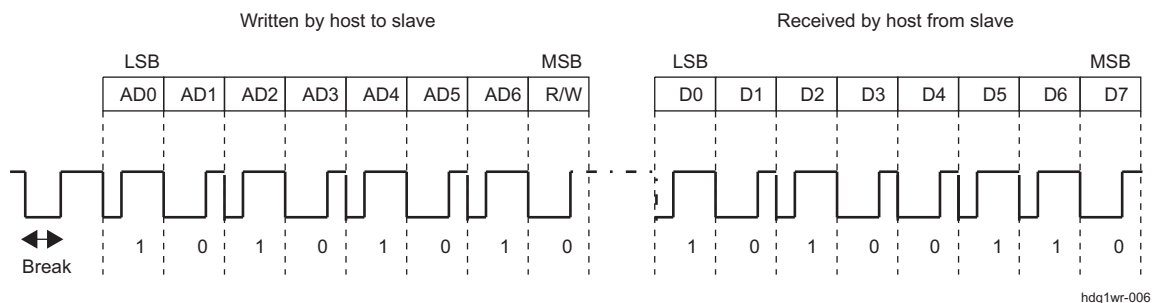 Written by host to slave Received by host from slave
LSB MSB LSB MSB
AD0 AD1 AD2 AD3 AD4 AD5 AD6 R/W D0 D1 D2 D3 D4 D5 D6 D7
1 0 1 0 1 0 1 0 1 0 1 0 0 1 1 0
Break
hdq1wr-006